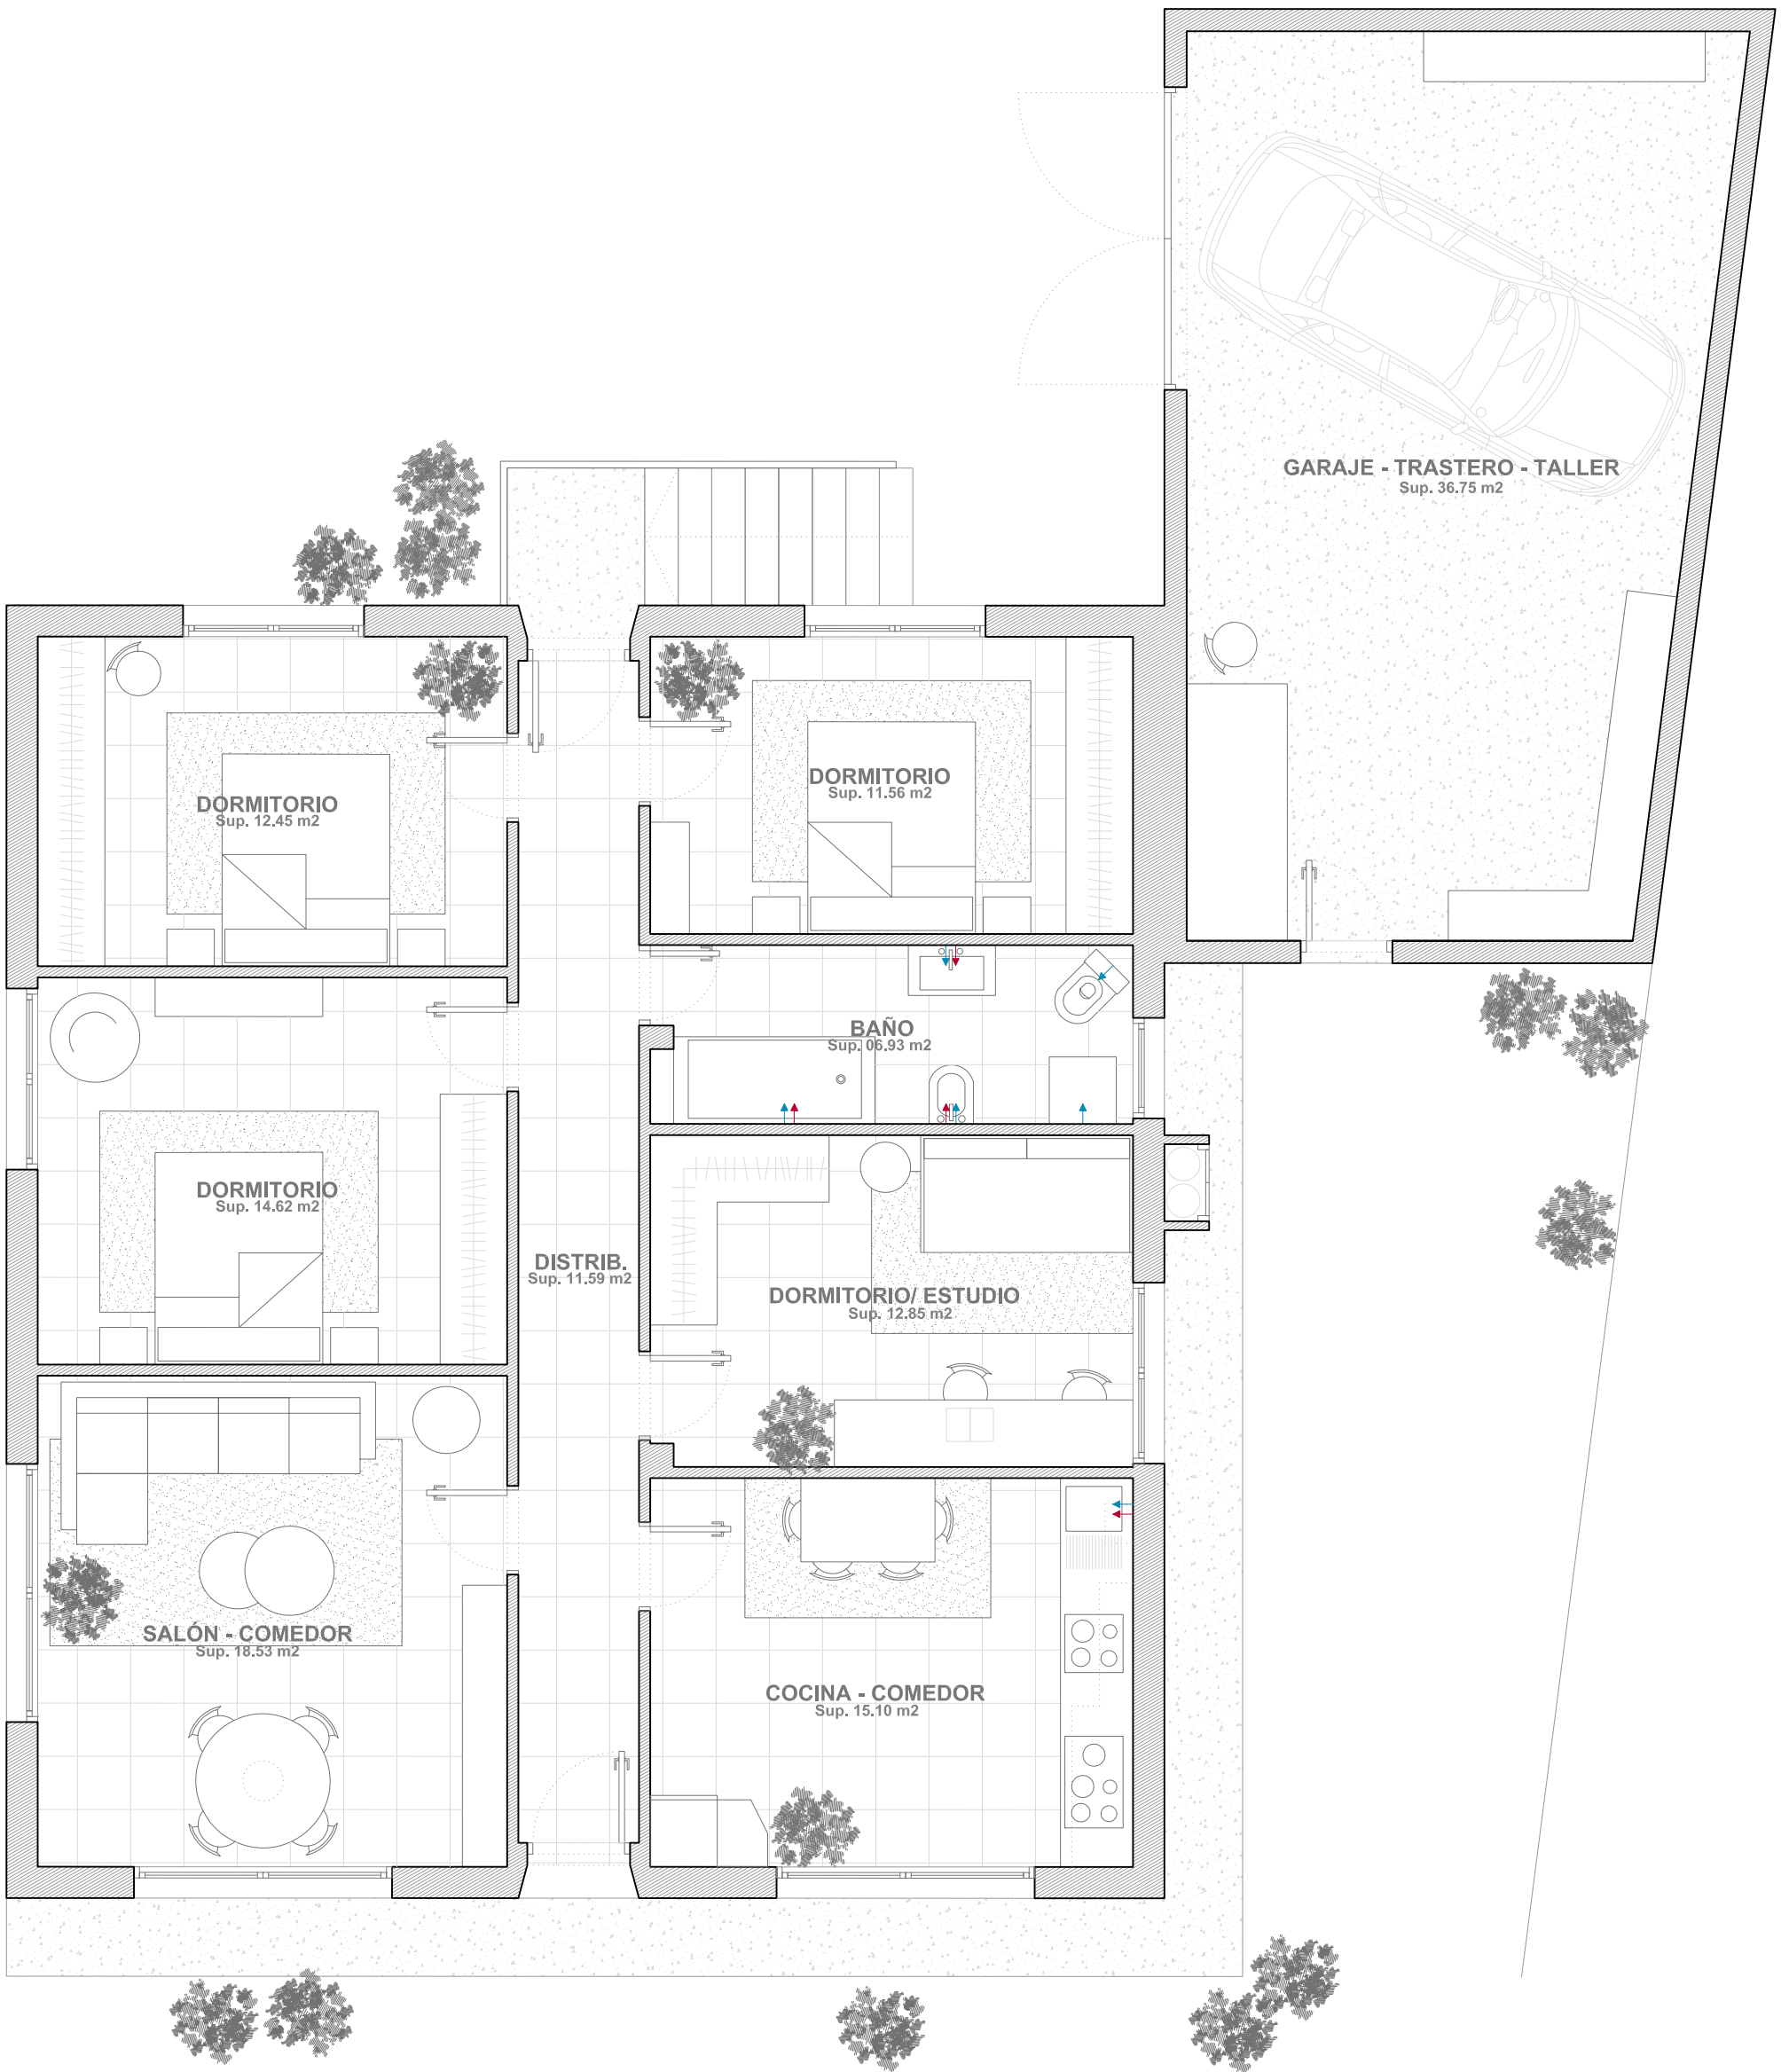 GARAJE - TRASTERO - TALLER
Sup. 36.75 m2
DORMITORIO
Sup. 12.45 m2
DORMITORIO
Sup. 11.56 m2
BAÑO
Sup. 06.93 m2
DORMITORIO
Sup. 14.62 m2
DISTRIB.
Sup. 11.59 m2
DORMITORIO/ ESTUDIO
Sup. 12.85 m2
SALÓN - COMEDOR
Sup. 18.53 m2
COCINA - COMEDOR
Sup. 15.10 m2